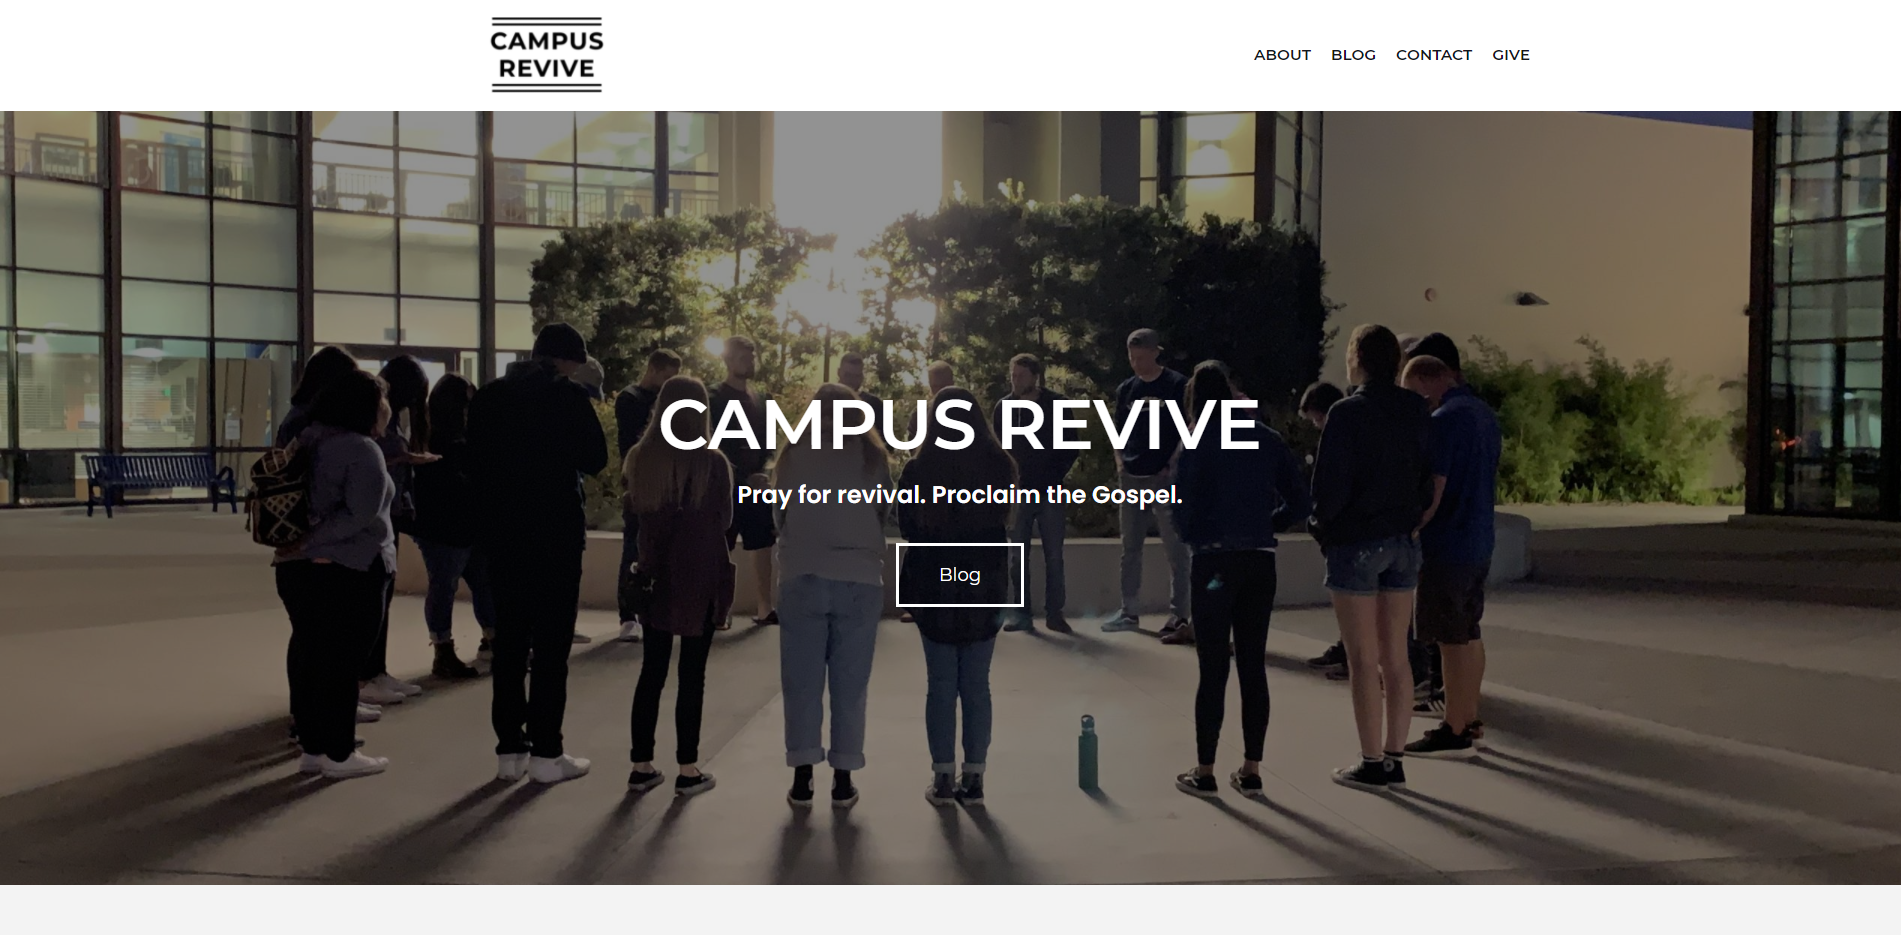 CAMPUS
REVIVE
ABOUT BLOG CONTACT GIVE
CAMPUS REVIVE
Pray for revival. Proclaim the Gospel.
Blog